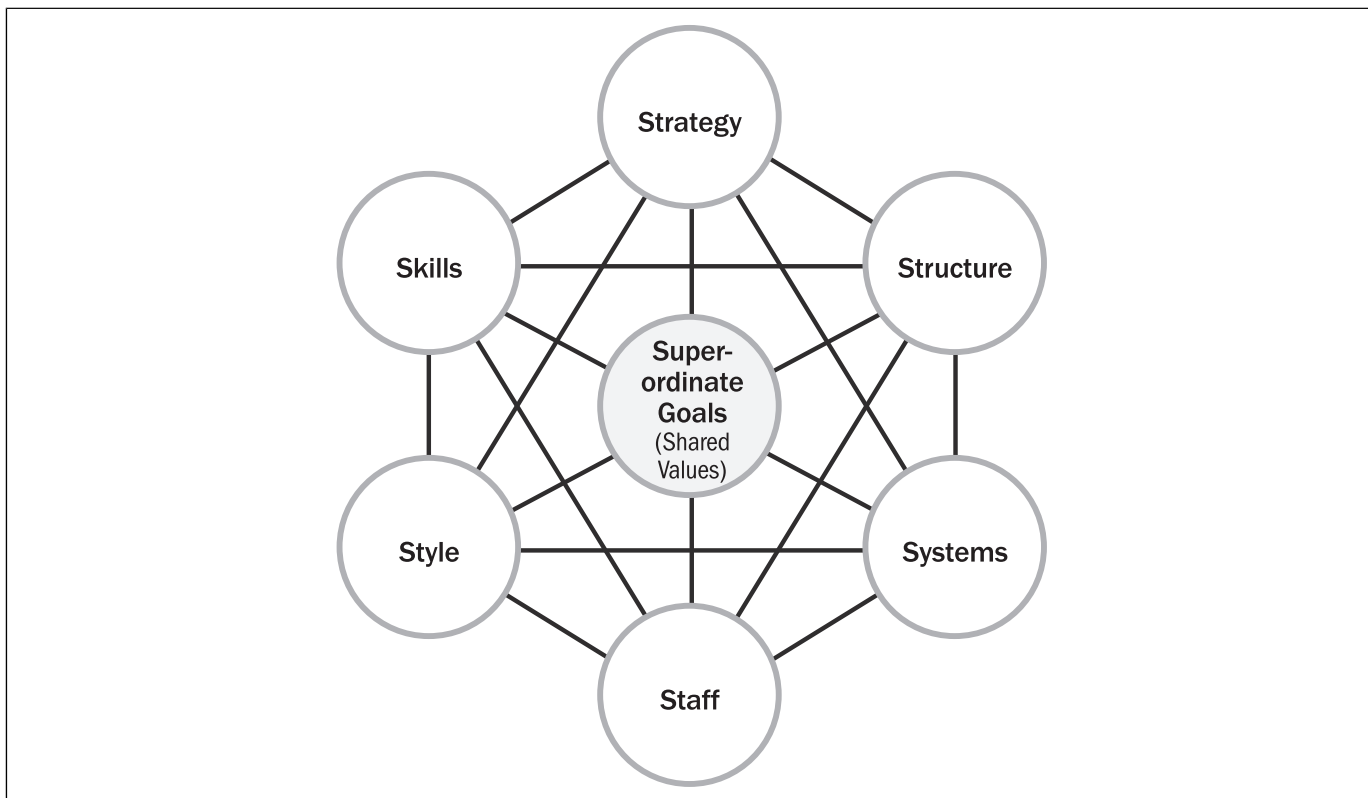 Strategy
Skills
Structure
Super-
ordinate
Goals
(Shared
Values)
Style
Systems
Staff